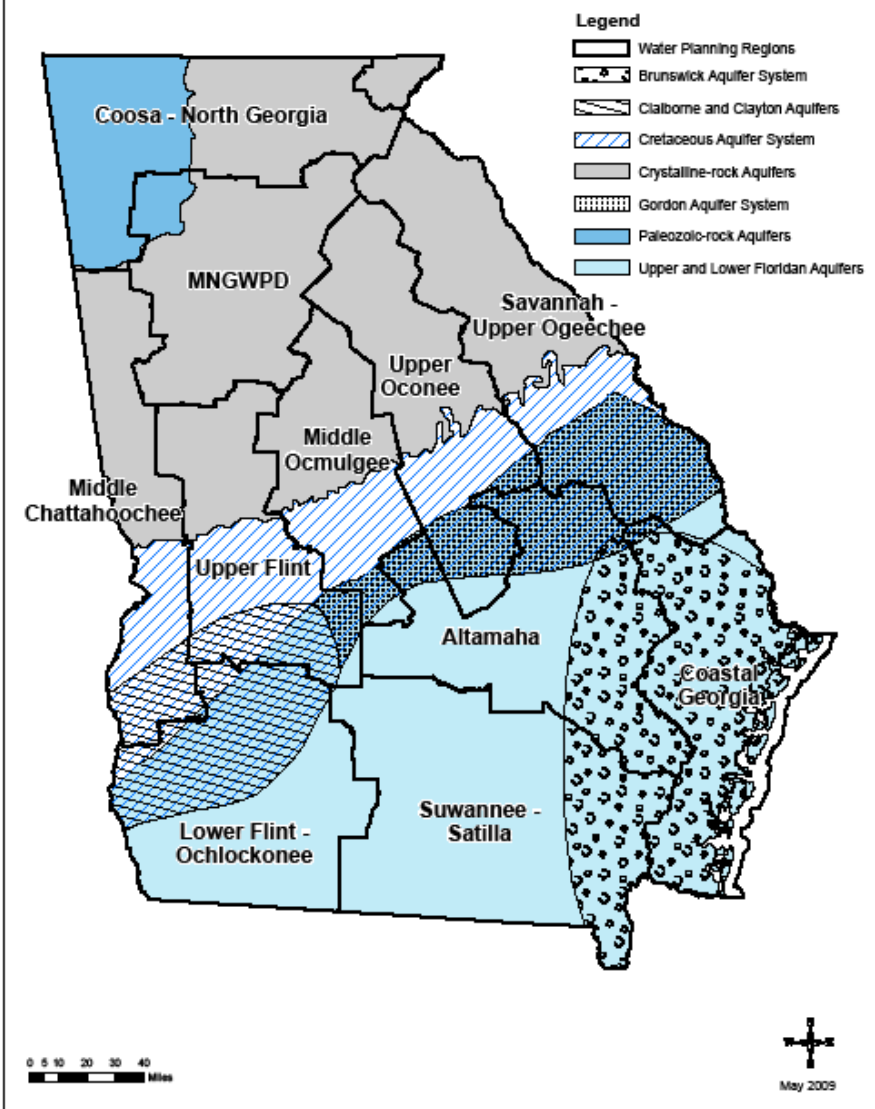 Legend
Water Planning Regions
Brunswick Aquifer System
Claiborne and Clayton Aquifers
Cretaceous Aquifer System
Crystalline-rock Aquifers
Gordon Aquifer System
Paleozoic-rock Aquifers
Upper and Lower Floridan Aquifers
Coosa - North Georgia
MNGWPD
Savannah -
Upper Ogeechee
Upper
Oconee
Middle
Ocmulgee
Middle
Chattahoochee
Upper Flint
Altamaha
Coastal
Georgia
Suwannee -
Satilla
Lower Flint -
Ochlockonee
0 5 10 20 30 40
Miles
N
W E
S
May 2009